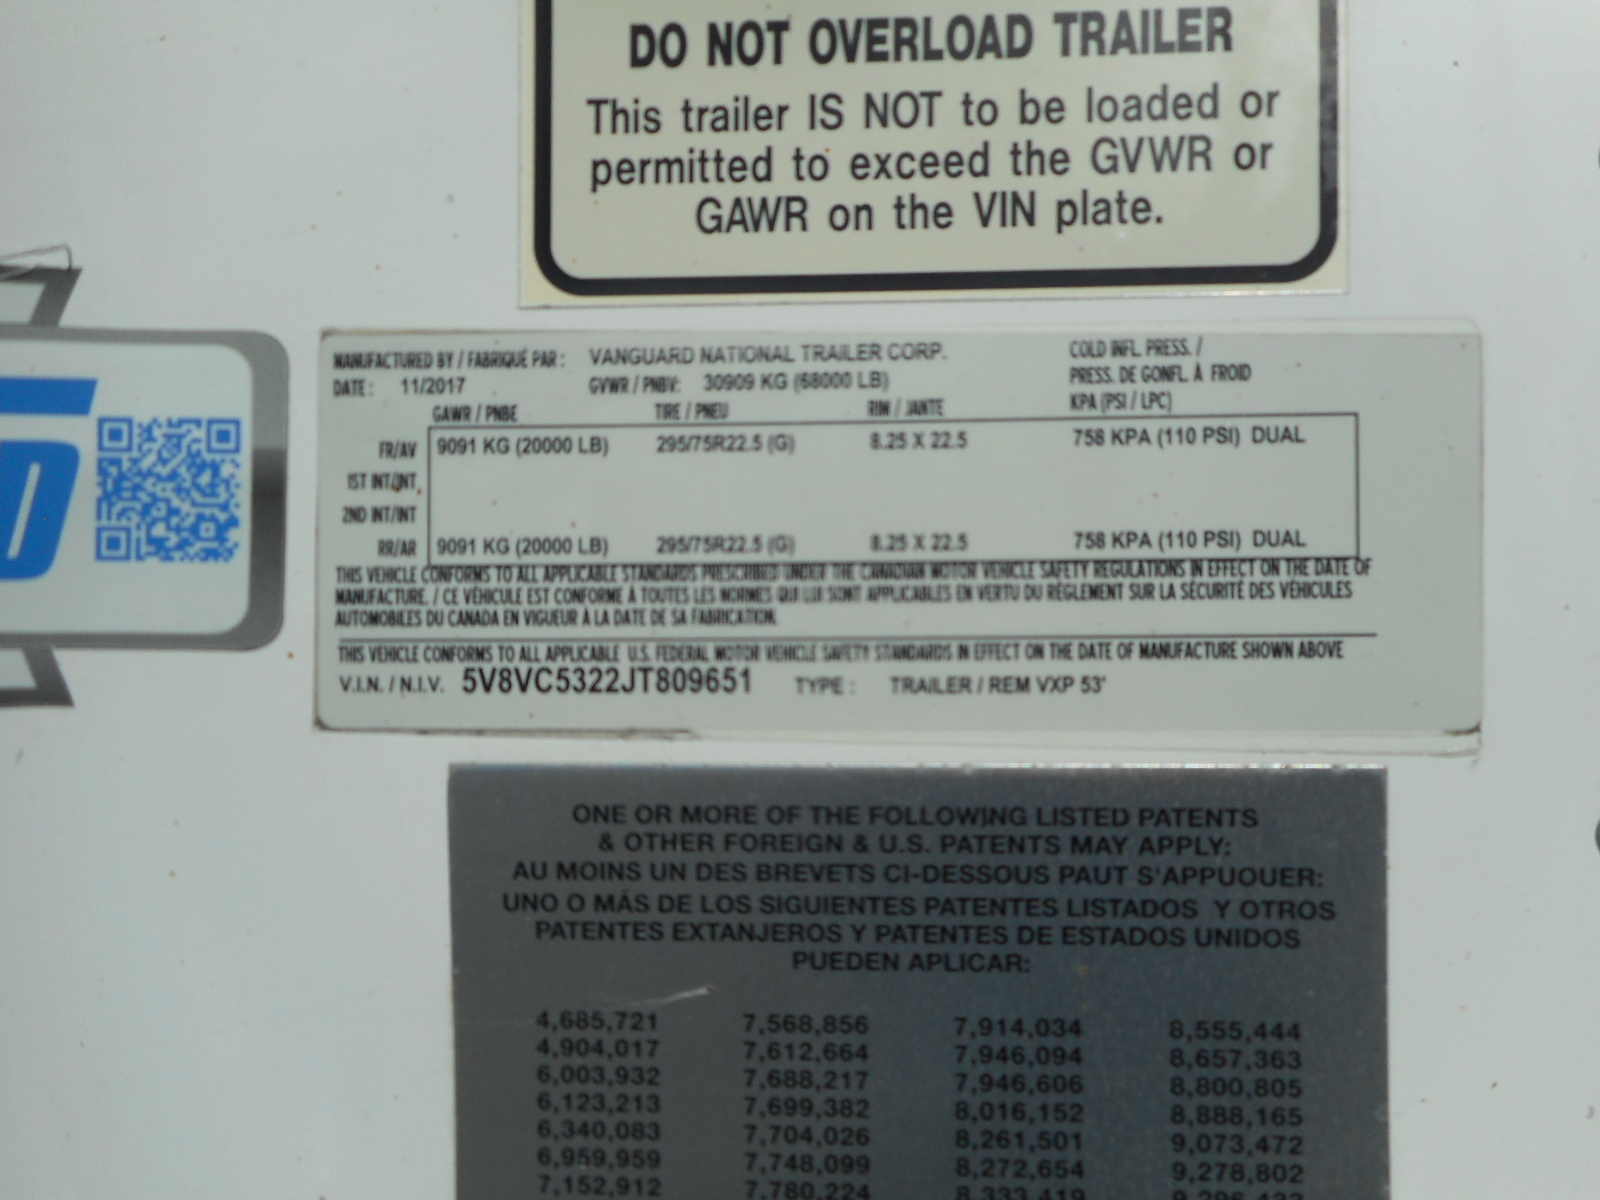 DO NOT OVERLOAD TRAILER
This trailer IS NOT to be loaded or
permitted to exceed the GVWR or
GAWR on the VIN plate.
MANUFACTURED BY / FABRIQUÉ PAR : VANGUARD NATIONAL TRAILER CORP.
COLD INFL. PRESS. /
DATE : 11/2017 GVWR / PNBV: 30909 KG (68000 LB)
PRESS. DE GONFL. À FROID
GAWR / PNBE TIRE / PNEU RIM / JANTE KPA (PSI / LPC)
FR/AV 9091 KG (20000 LB) 295/75R22.5 (G) 8.25 X 22.5 758 KPA (110 PSI) DUAL
1ST INT/INT
2ND INT/INT
RR/AR 9091 KG (20000 LB) 295/75R22.5 (G) 8.25 X 22.5 758 KPA (110 PSI) DUAL
THIS VEHICLE CONFORMS TO ALL APPLICABLE STANDARDS PRESCRIBED UNDER THE CANADIAN MOTOR VEHICLE SAFETY REGULATIONS IN EFFECT ON THE DATE OF
MANUFACTURE. / CE VÉHICULE EST CONFORME À TOUTES LES NORMES QUI LUI SONT APPLICABLES EN VERTU DU RÈGLEMENT SUR LA SÉCURITÉ DES VÉHICULES
AUTOMOBILES DU CANADA EN VIGUEUR À LA DATE DE SA FABRICATION.
THIS VEHICLE CONFORMS TO ALL APPLICABLE U.S. FEDERAL MOTOR VEHICLE SAFETY STANDARDS IN EFFECT ON THE DATE OF MANUFACTURE SHOWN ABOVE
V.I.N. / N.I.V. 5V8VC5322JT809651 TYPE : TRAILER / REM VXP 53'
D
ONE OR MORE OF THE FOLLOWING LISTED PATENTS
& OTHER FOREIGN & U.S. PATENTS MAY APPLY:
AU MOINS UN DES BREVETS CI-DESSOUS PAUT S'APPUOUER:
UNO O MÁS DE LOS SIGUIENTES PATENTES LISTADOS Y OTROS
PATENTES EXTANJEROS Y PATENTES DE ESTADOS UNIDOS
PUEDEN APLICAR:
4,685,721 7,568,856 7,914,034 8,555,444
4,904,017 7,612,664 7,946,094 8,657,363
6,003,932 7,688,217 7,946,606 8,800,805
6,123,213 7,699,382 8,016,152 8,888,165
6,340,083 7,704,026 8,261,501 9,073,472
6,959,959 7,748,099 8,272,654 9,278,802
7,152,912 7,780,224 8,333,419